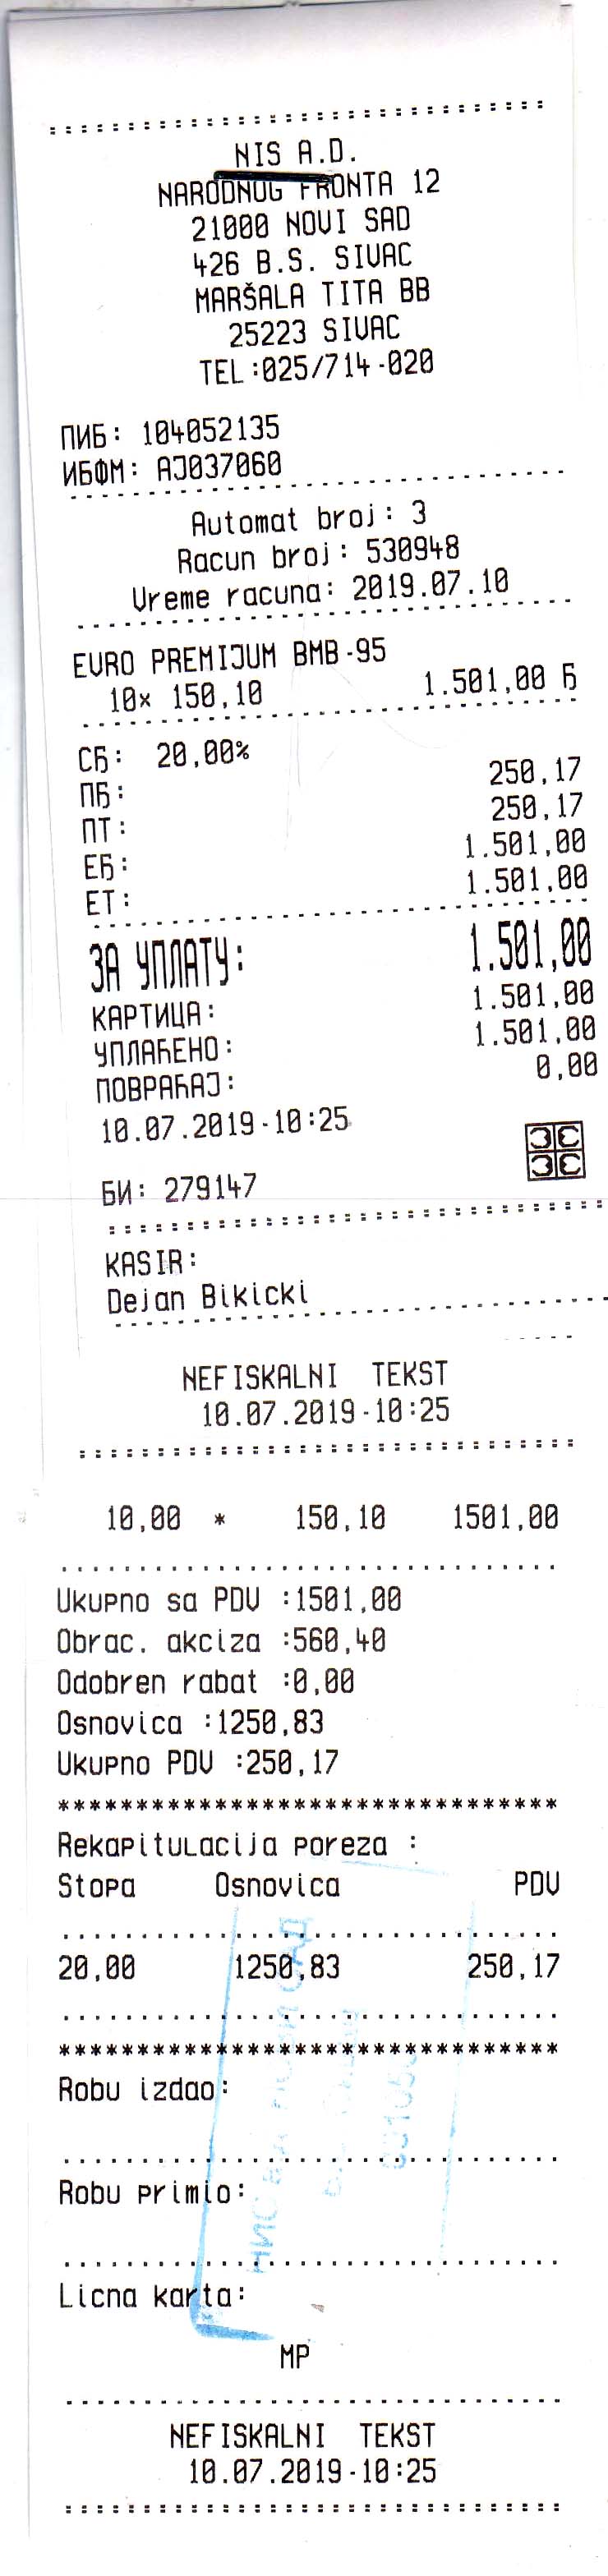 NIS A.D.
NARODNOG FRONTA 12
21000 NOVI SAD
426 B.S. SIVAC
MARŠALA TITA BB
25223 SIVAC
TEL:025/714-020
ПИБ: 104052135
ИБФМ: AJ037060
Automat broj: 3
Racun broj: 530948
Vreme racuna: 2019.07.10
EVRO PREMIJUM BMB-95
10x 150,10 1.501,00 Б
СБ: 20,00%
ПБ: 250,17
ПТ: 250,17
ЕБ: 1.501,00
ЕТ: 1.501,00
ЗА УПЛАТУ: 1.501,00
КАРТИЦА: 1.501,00
УПЛАЋЕНО: 1.501,00
ПОВРАЋАЈ: 0,00
10.07.2019-10:25
БИ: 279147
KASIR:
Dejan Bikicki
NEFISKALNI TEKST
10.07.2019-10:25
10,00 * 150,10 1501,00
Ukupno sa PDV :1501,00
Obrac. akciza :560,40
Odobren rabat :0,00
Osnovica :1250,83
Ukupno PDV :250,17
*********************************
Rekapitulacija poreza :
Stopa Osnovica PDV
20,00 1250,83 250,17
*********************************
Robu izdao:
Robu primio:
Licna karta:
MP
NEFISKALNI TEKST
10.07.2019-10:25